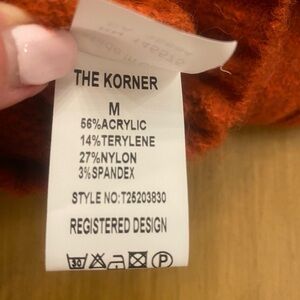 THE KORNER
M
56%ACRYLIC
14%TERYLENE
27%NYLON
3%SPANDEX
STYLE NO:T25203830
REGISTERED DESIGN
30 P